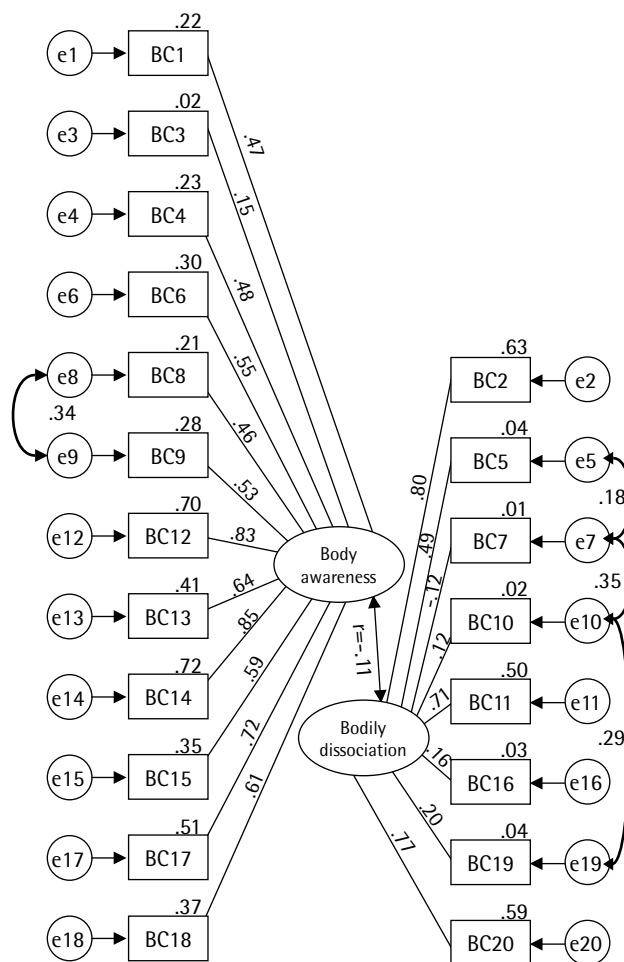 .22
e1
BC1
.47
.02
e3
BC3
.15
.23
e4
BC4
.48
.30
e6
BC6
.55
.21
e8
BC8
.46
.34
.28
e9
BC9
.53
.70
e12
BC12
.83
.41
e13
BC13
.64
.72
e14
BC14
.85
.35
e15
BC15
.59
.51
e17
BC17
.72
.37
e18
BC18
.61
Body
awareness
r=-.11
Bodily
dissociation
.63
BC2
e2
.80
.04
BC5
e5
.49
.18
.01
BC7
e7
-.12
.35
.02
BC10
e10
.12
.50
BC11
e11
.71
.29
.03
BC16
e16
.16
.04
BC19
e19
.20
.59
BC20
e20
.77